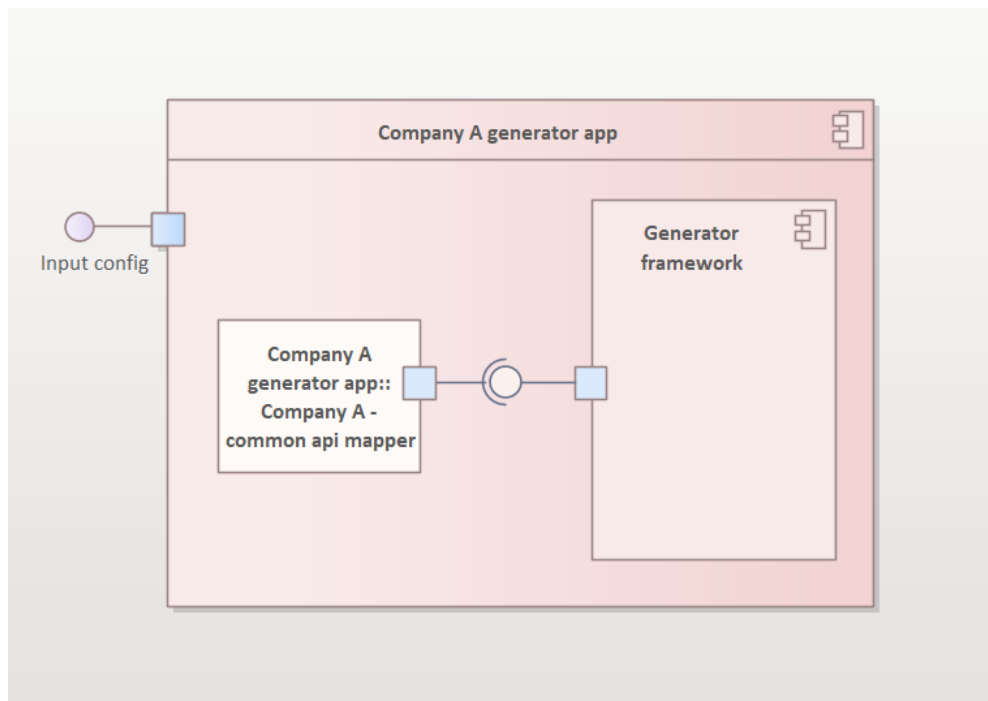 Company A generator app
Input config
Generator
framework
Company A
generator app::
Company A -
common api mapper